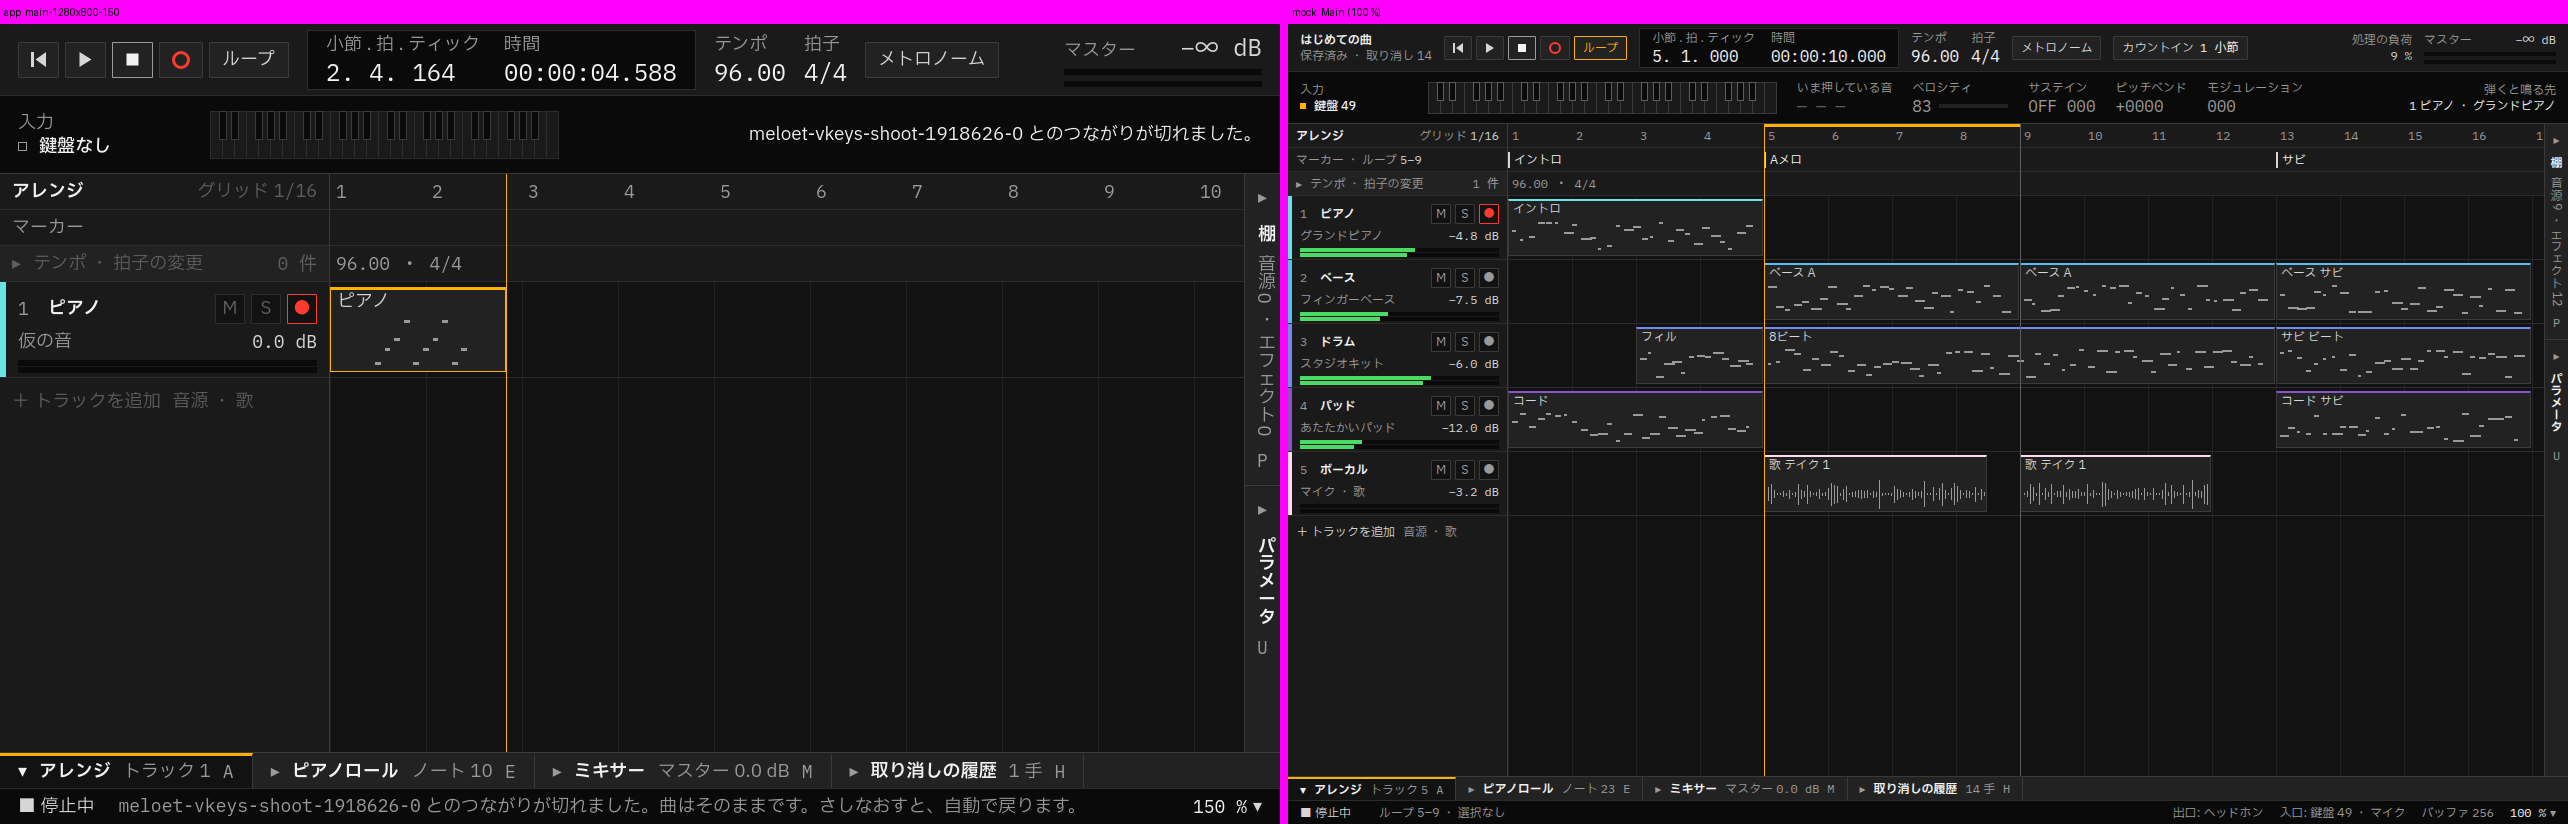 app main-1280x800-150
ループ
小節.拍.ティック 時間
2. 4. 164 00:00:04.588
テンポ 拍子
96.00 4/4
メトロノーム
マスター −∞ dB
入力
鍵盤なし
meloet-vkeys-shoot-1918626-0 とのつながりが切れました。
アレンジ グリッド 1/16
1 2 3 4 5 6 7 8 9 10
マーカー
▸ テンポ・拍子の変更 0 件
96.00 • 4/4
1 ピアノ M S
仮の音 0.0 dB
ピアノ
＋トラックを追加 音源・歌
▸ 棚 音源0・エフェクト0 P
▸ パラメータ U
▾ アレンジ トラック 1 A
▸ ピアノロール ノート 10 E
▸ ミキサー マスター 0.0 dB M
▸ 取り消しの履歴 1 手 H
■ 停止中 meloet-vkeys-shoot-1918626-0 とのつながりが切れました。曲はそのままです。さしなおすと、自動で戻ります。
150 % ▾
mock Main (100%)
はじめての曲
保存済み・取り消し 14
ループ
小節.拍.ティック 時間
5. 1. 000 00:00:10.000
テンポ 拍子
96.00 4/4
メトロノーム
カウントイン 1 小節
処理の負荷 マスター −∞ dB
9 %
入力
鍵盤 49
いま押している音 ベロシティ サステイン ピッチベンド モジュレーション
— — — 83 OFF 000 +0000 000
弾くと鳴る先
1 ピアノ・グランドピアノ
アレンジ グリッド 1/16
1 2 3 4 5 6 7 8 9 10 11 12 13 14 15 16
マーカー・ループ 5–9
イントロ Aメロ サビ
▸ テンポ・拍子の変更 1 件
96.00 • 4/4
1 ピアノ M S
グランドピアノ −4.8 dB
イントロ
2 ベース M S
フィンガーベース −7.5 dB
ベース A ベース A ベース サビ
3 ドラム M S
スタジオキット −6.0 dB
フィル 8ビート サビ ビート
4 パッド M S
あたたかいパッド −12.0 dB
コード コード サビ
5 ボーカル M S
マイク・歌 −3.2 dB
歌 テイク 1 歌 テイク 1
＋トラックを追加 音源・歌
▸ 棚 音源 9・エフェクト 12 P
▸ パラメータ U
▾ アレンジ トラック 5 A
▸ ピアノロール ノート 23 E
▸ ミキサー マスター 0.0 dB M
▸ 取り消しの履歴 14 手 H
■ 停止中 ループ 5–9・選択なし
出口: ヘッドホン 入口: 鍵盤 49・マイク バッファ 256 100 % ▾